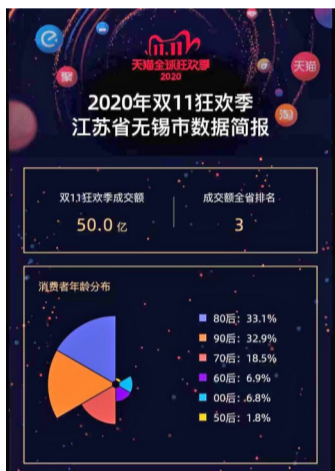 11.11
天猫全球狂欢季
2020
聚
天猫
淘
2020年双11狂欢季
江苏省无锡市数据简报
双11狂欢季成交额
成交额全省排名
50.0亿
3
消费者年龄分布
80后：33.1%
90后：32.9%
70后：18.5%
60后：6.9%
00后：6.8%
50后：1.8%